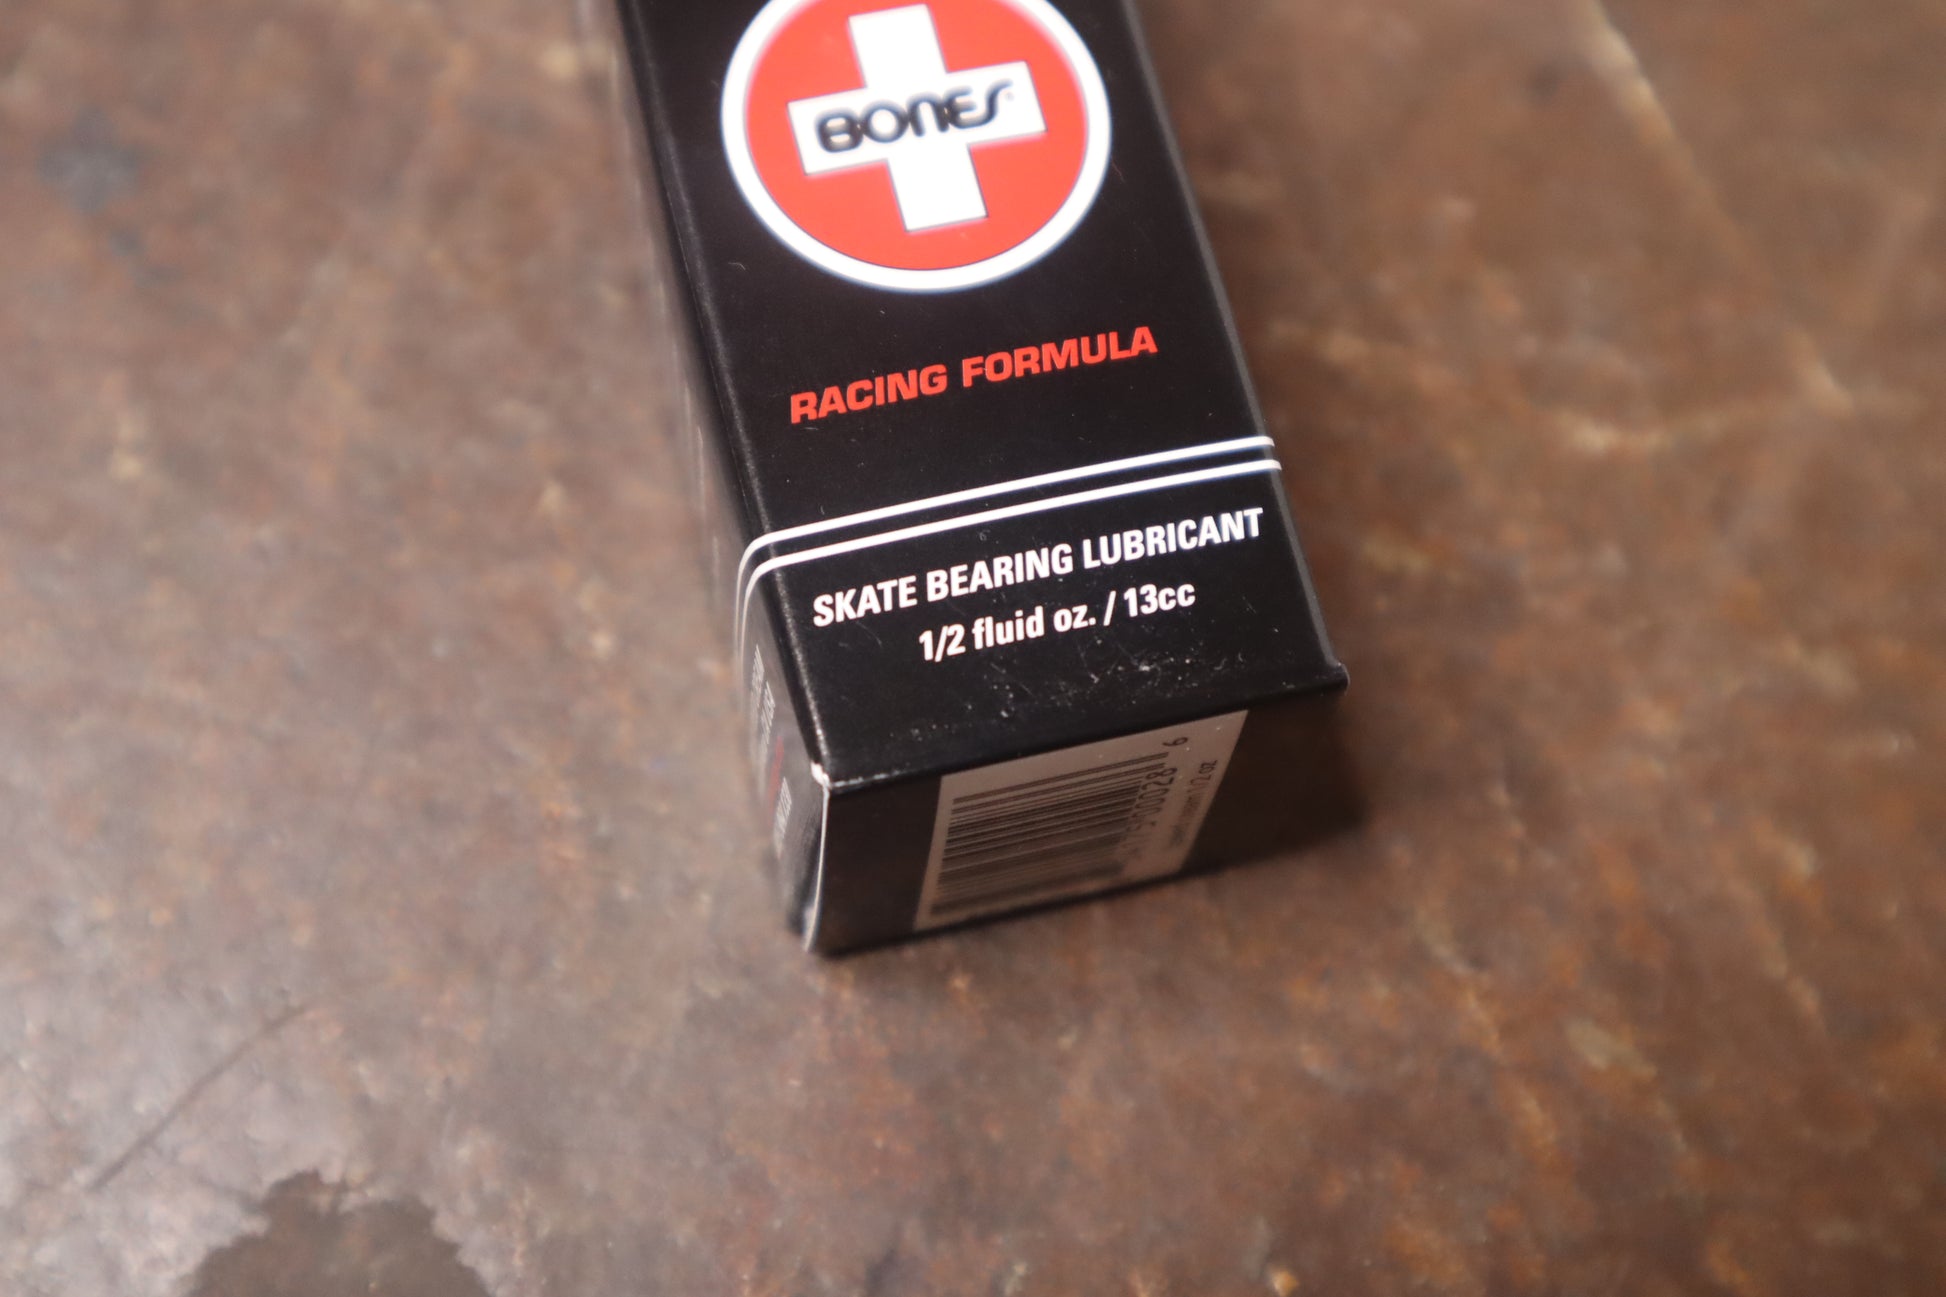 BONES
RACING FORMULA
SKATE BEARING LUBRICANT
1/2 fluid oz. / 13cc